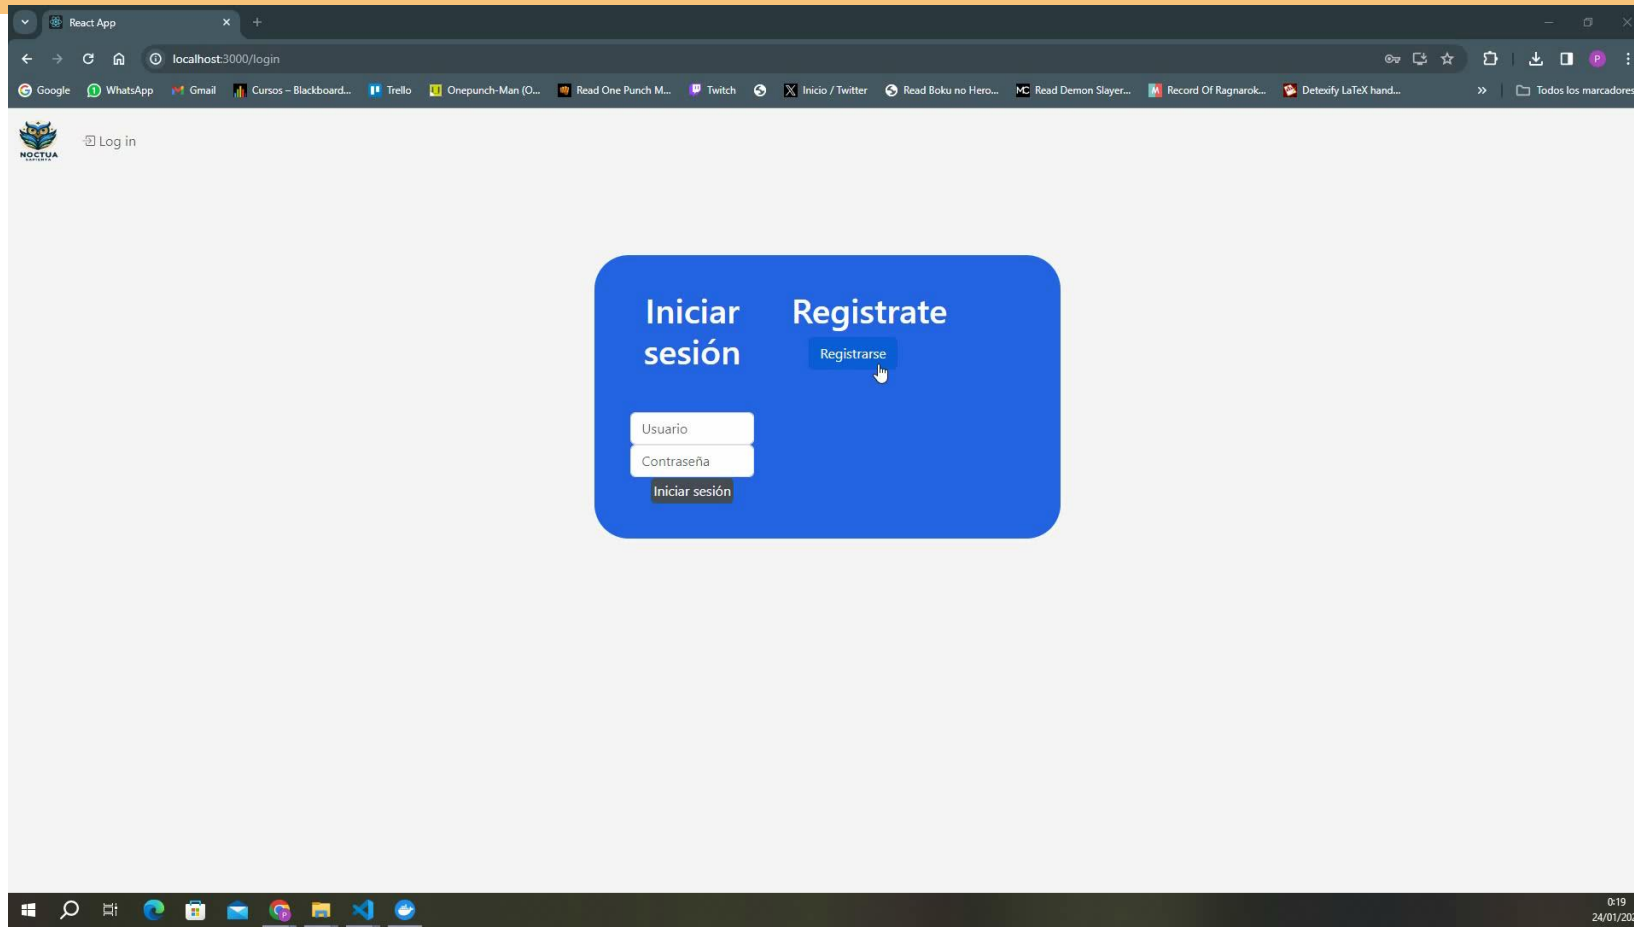 React App
localhost:3000/login
Google WhatsApp Gmail Cursos – Blackboard... Trello Onepunch-Man (O... Read One Punch M... Twitch Inicio / Twitter Read Boku no Hero... Read Demon Slayer... Record Of Ragnarok... Detexify LaTeX hand... » Todos los marcadores
NOCTUA
Log in
Iniciar sesión
Registrate
Registrarse
Usuario
Contraseña
Iniciar sesión
0:19
24/01/202